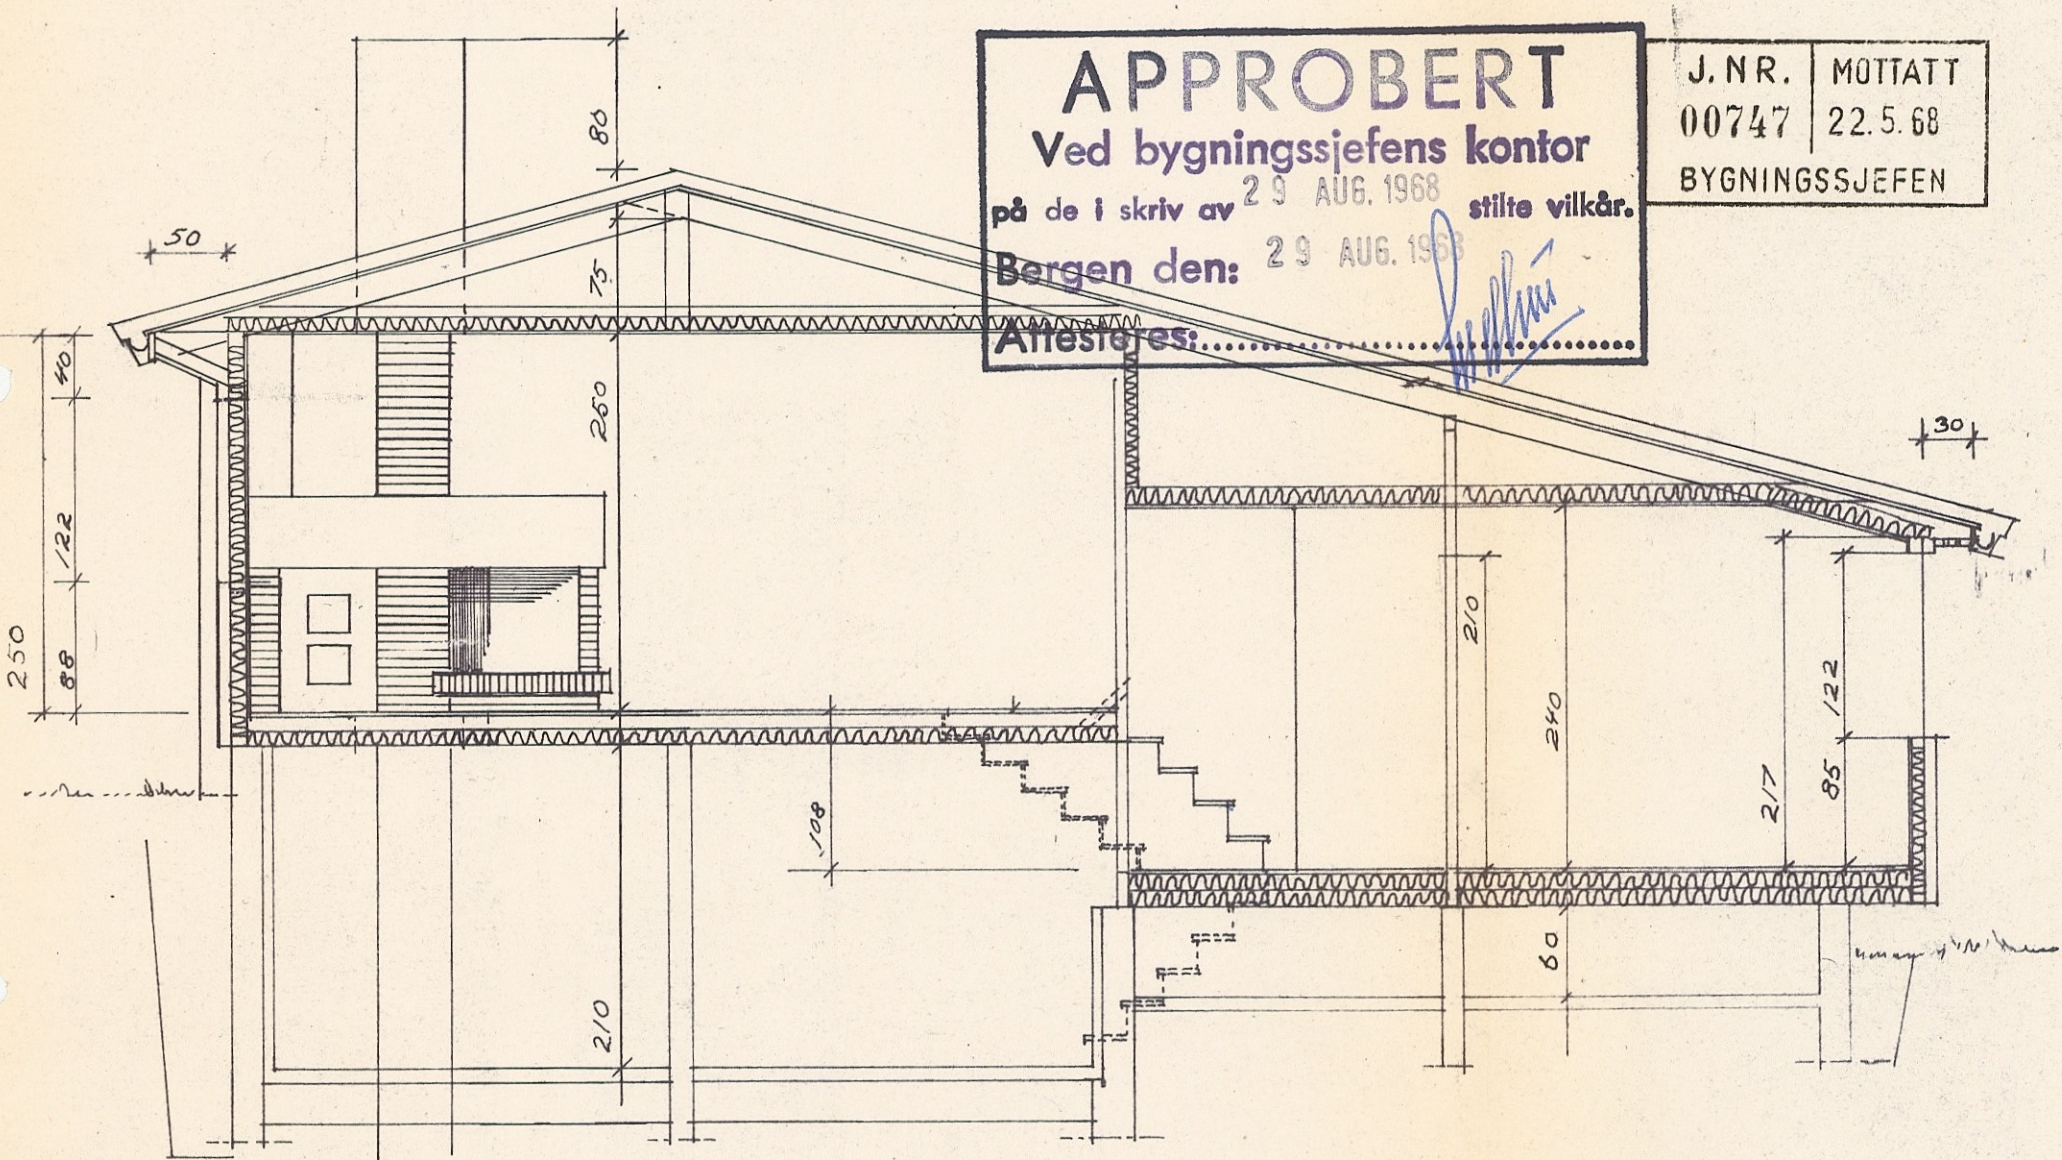 APPROBERT
Ved bygningssjefens kontor
på de i skriv av 29 AUG. 1968 stilte vilkår.
Bergen den: 29 AUG. 1968
Attesteres:
J.NR. MOTTATT
00747 22.5.68
BYGNINGSSJEFEN
80
50
75
40
250
30
122
210
250
88
122
240
217
85
108
60
210